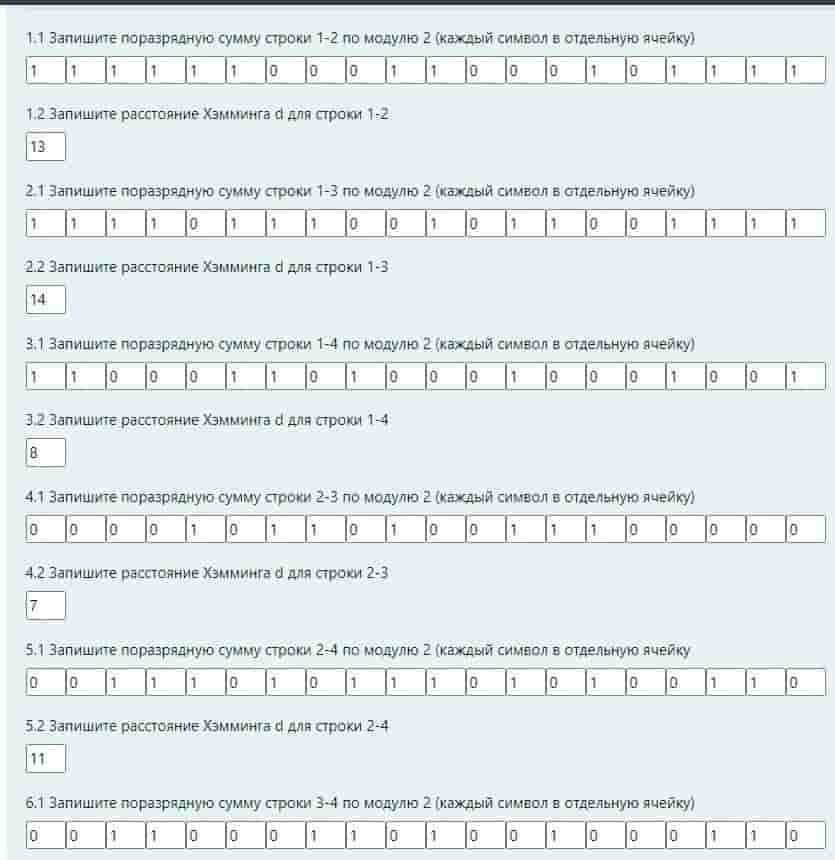 1.1 Запишите поразрядную сумму строки 1-2 по модулю 2 (каждый символ в отдельную ячейку)
1 1 1 1 1 1 0 0 0 1 1 0 0 0 1 0 1 1 1 1
1.2 Запишите расстояние Хэмминга d для строки 1-2
13
2.1 Запишите поразрядную сумму строки 1-3 по модулю 2 (каждый символ в отдельную ячейку)
1 1 1 1 0 1 1 1 0 0 1 0 1 1 0 0 1 1 1 1
2.2 Запишите расстояние Хэмминга d для строки 1-3
14
3.1 Запишите поразрядную сумму строки 1-4 по модулю 2 (каждый символ в отдельную ячейку)
1 1 0 0 0 1 1 0 1 0 0 0 1 0 0 0 1 0 0 1
3.2 Запишите расстояние Хэмминга d для строки 1-4
8
4.1 Запишите поразрядную сумму строки 2-3 по модулю 2 (каждый символ в отдельную ячейку)
0 0 0 0 1 0 1 1 0 1 0 0 1 1 1 0 0 0 0 0
4.2 Запишите расстояние Хэмминга d для строки 2-3
7
5.1 Запишите поразрядную сумму строки 2-4 по модулю 2 (каждый символ в отдельную ячейку
0 0 1 1 1 0 1 0 1 1 1 0 1 0 1 0 0 1 1 0
5.2 Запишите расстояние Хэмминга d для строки 2-4
11
6.1 Запишите поразрядную сумму строки 3-4 по модулю 2 (каждый символ в отдельную ячейку)
0 0 1 1 0 0 0 1 1 0 1 0 0 1 0 0 0 1 1 0